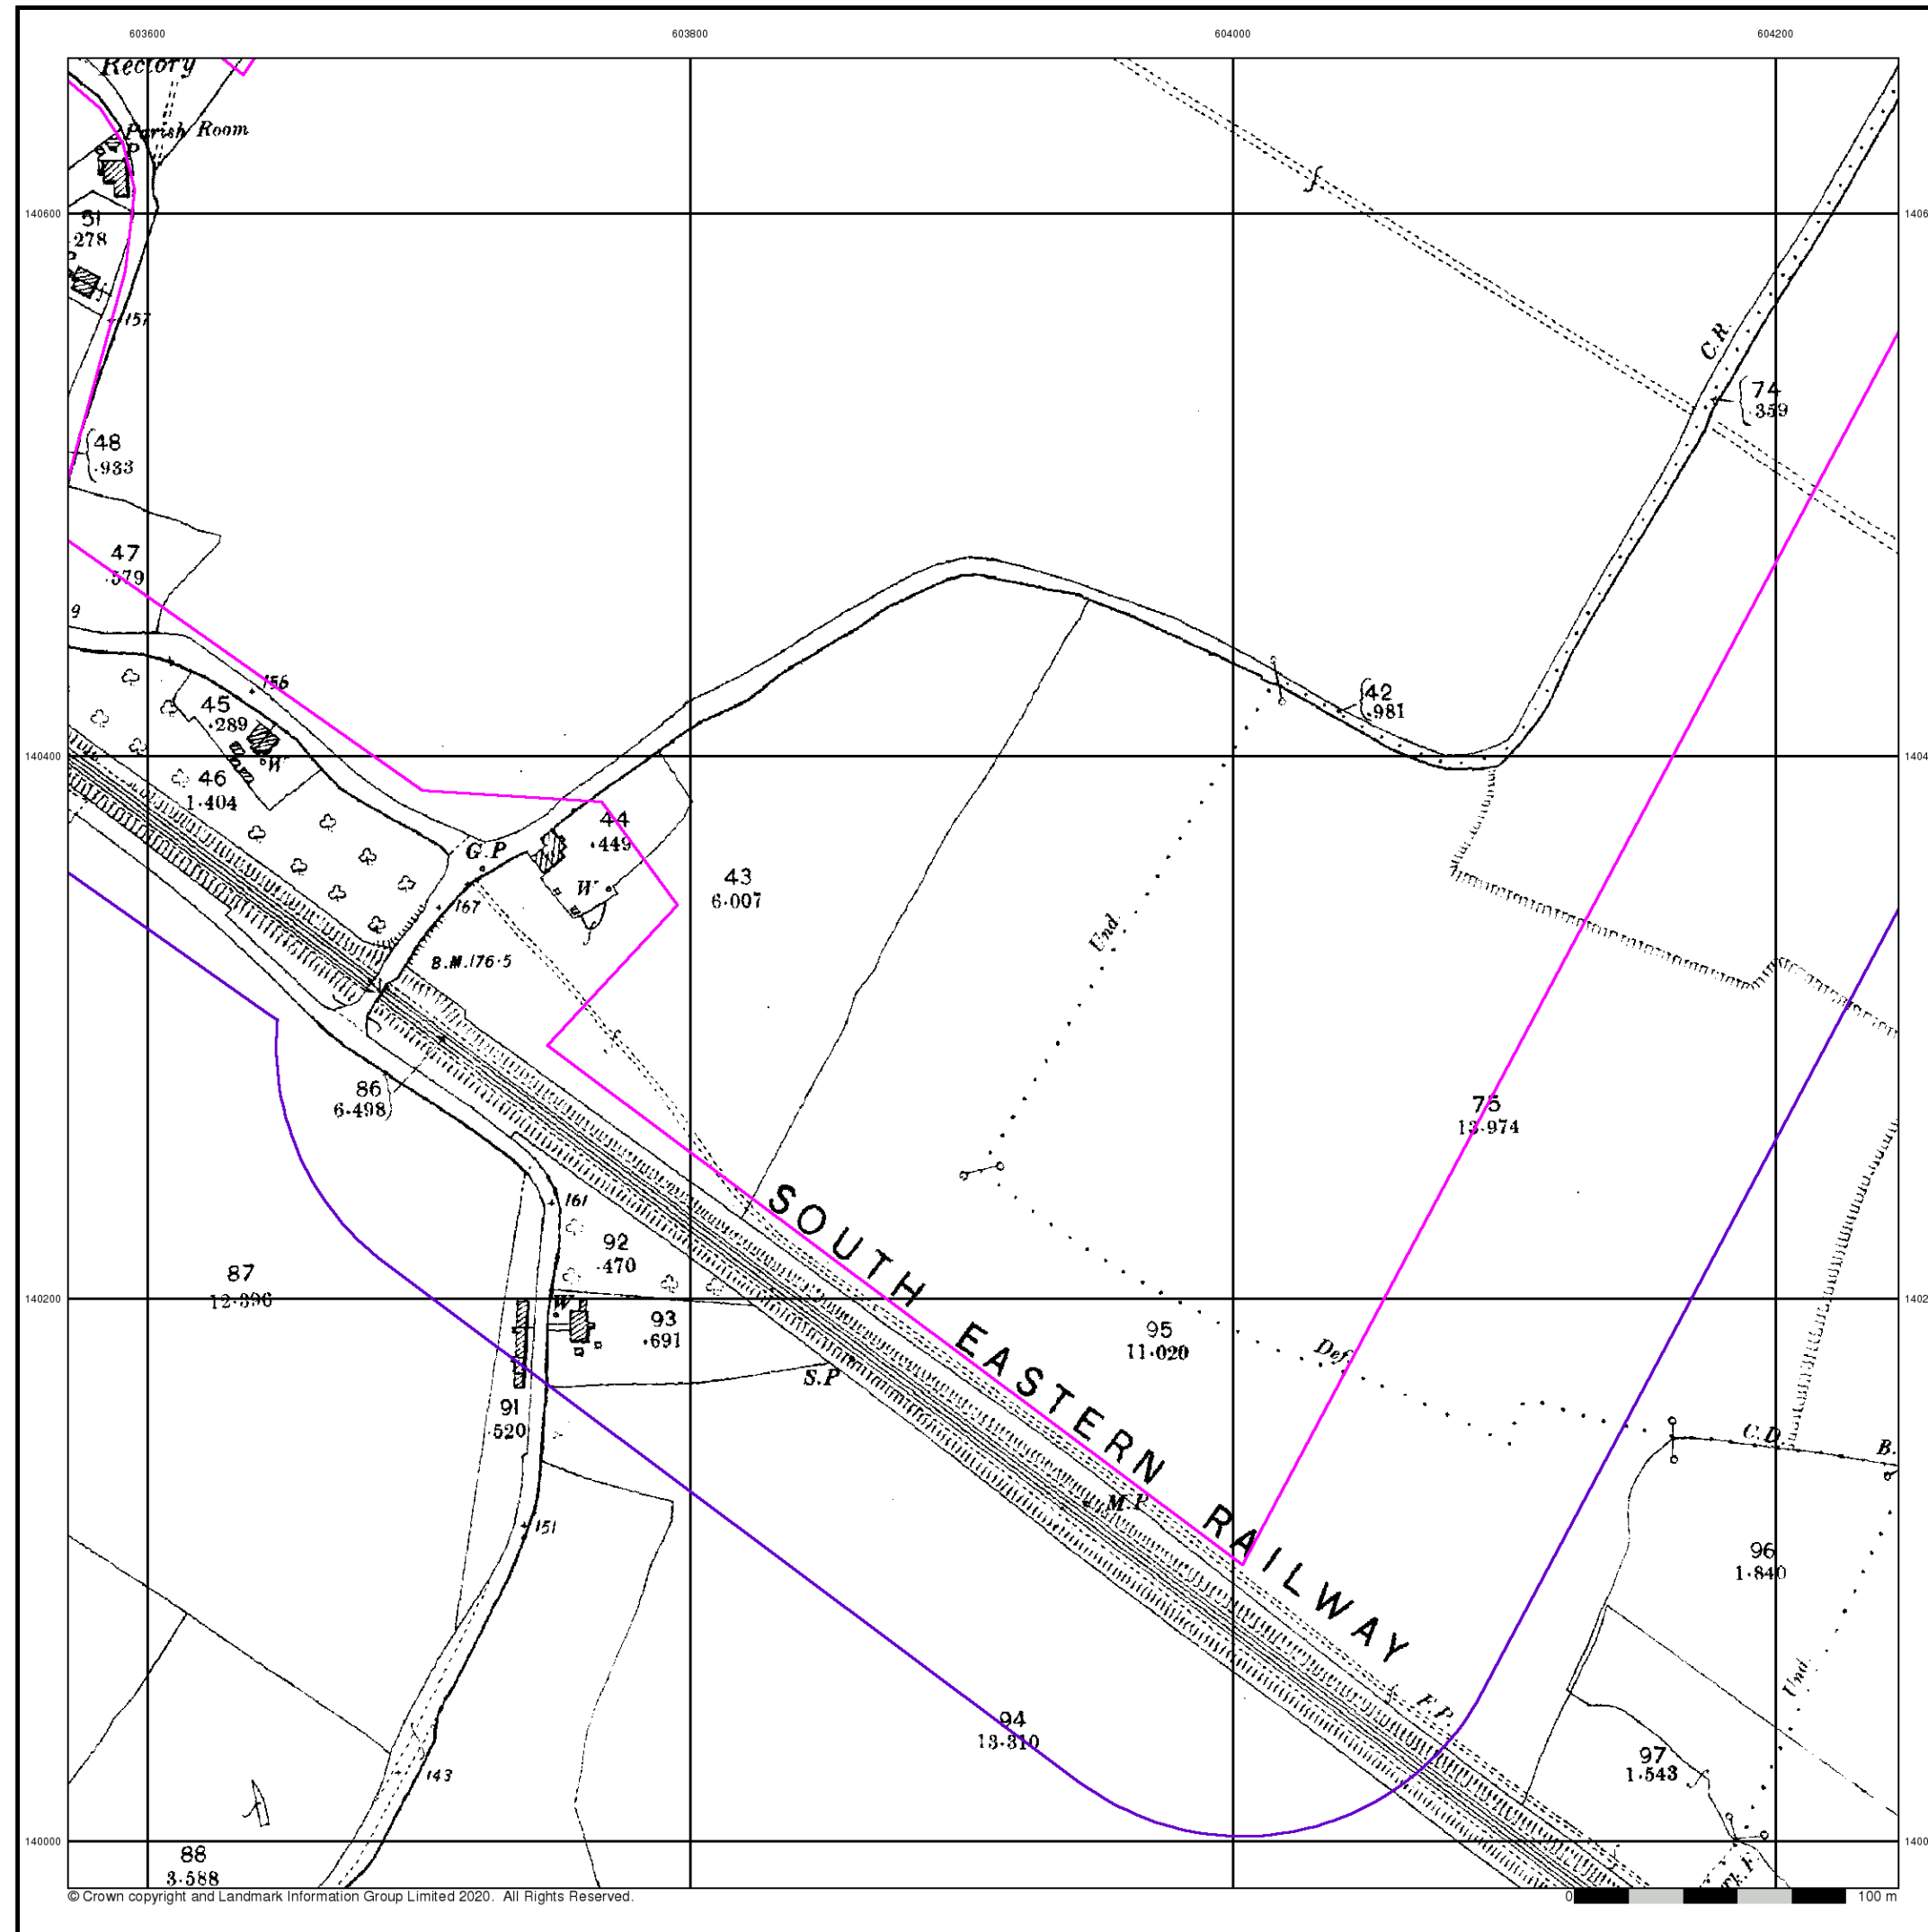 603600 603800 604000 604200
Rectory
Parish Room
140600
51
.278
157
C.R.
74
.359
48
.933
47
.579
9
156
45
.289
W
46
1.404
140400
42
.981
44
.449
G.P
W
43
6.007
167
B.M.176.5
Und.
86
6.498
75
13.974
161
92
.470
87
12.396
140200
W
93
.691
S.P
95
11.020
Def.
SOUTH EASTERN RAILWAY
91
.520
C.D.
B.
M.P
151
96
1.840
Und.
F.P.
94
13.310
97
1.543
143
140000
88
3.588
Tk. F.
© Crown copyright and Landmark Information Group Limited 2020. All Rights Reserved.
0 100 m